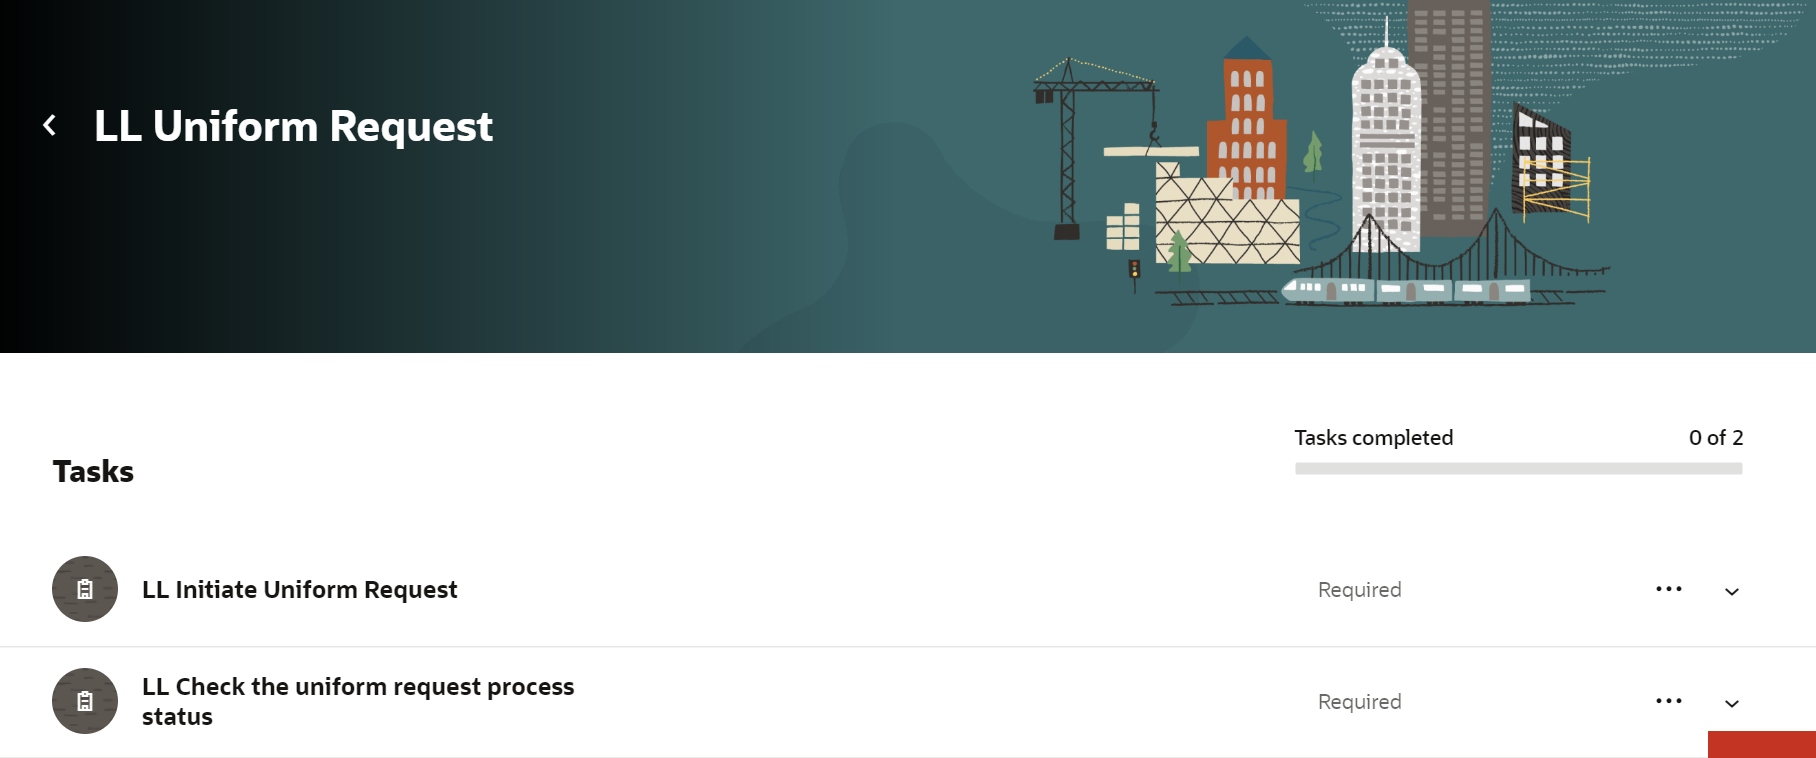 LL Uniform Request
Tasks completed 0 of 2
Tasks
LL Initiate Uniform Request Required
LL Check the uniform request process
status
Required